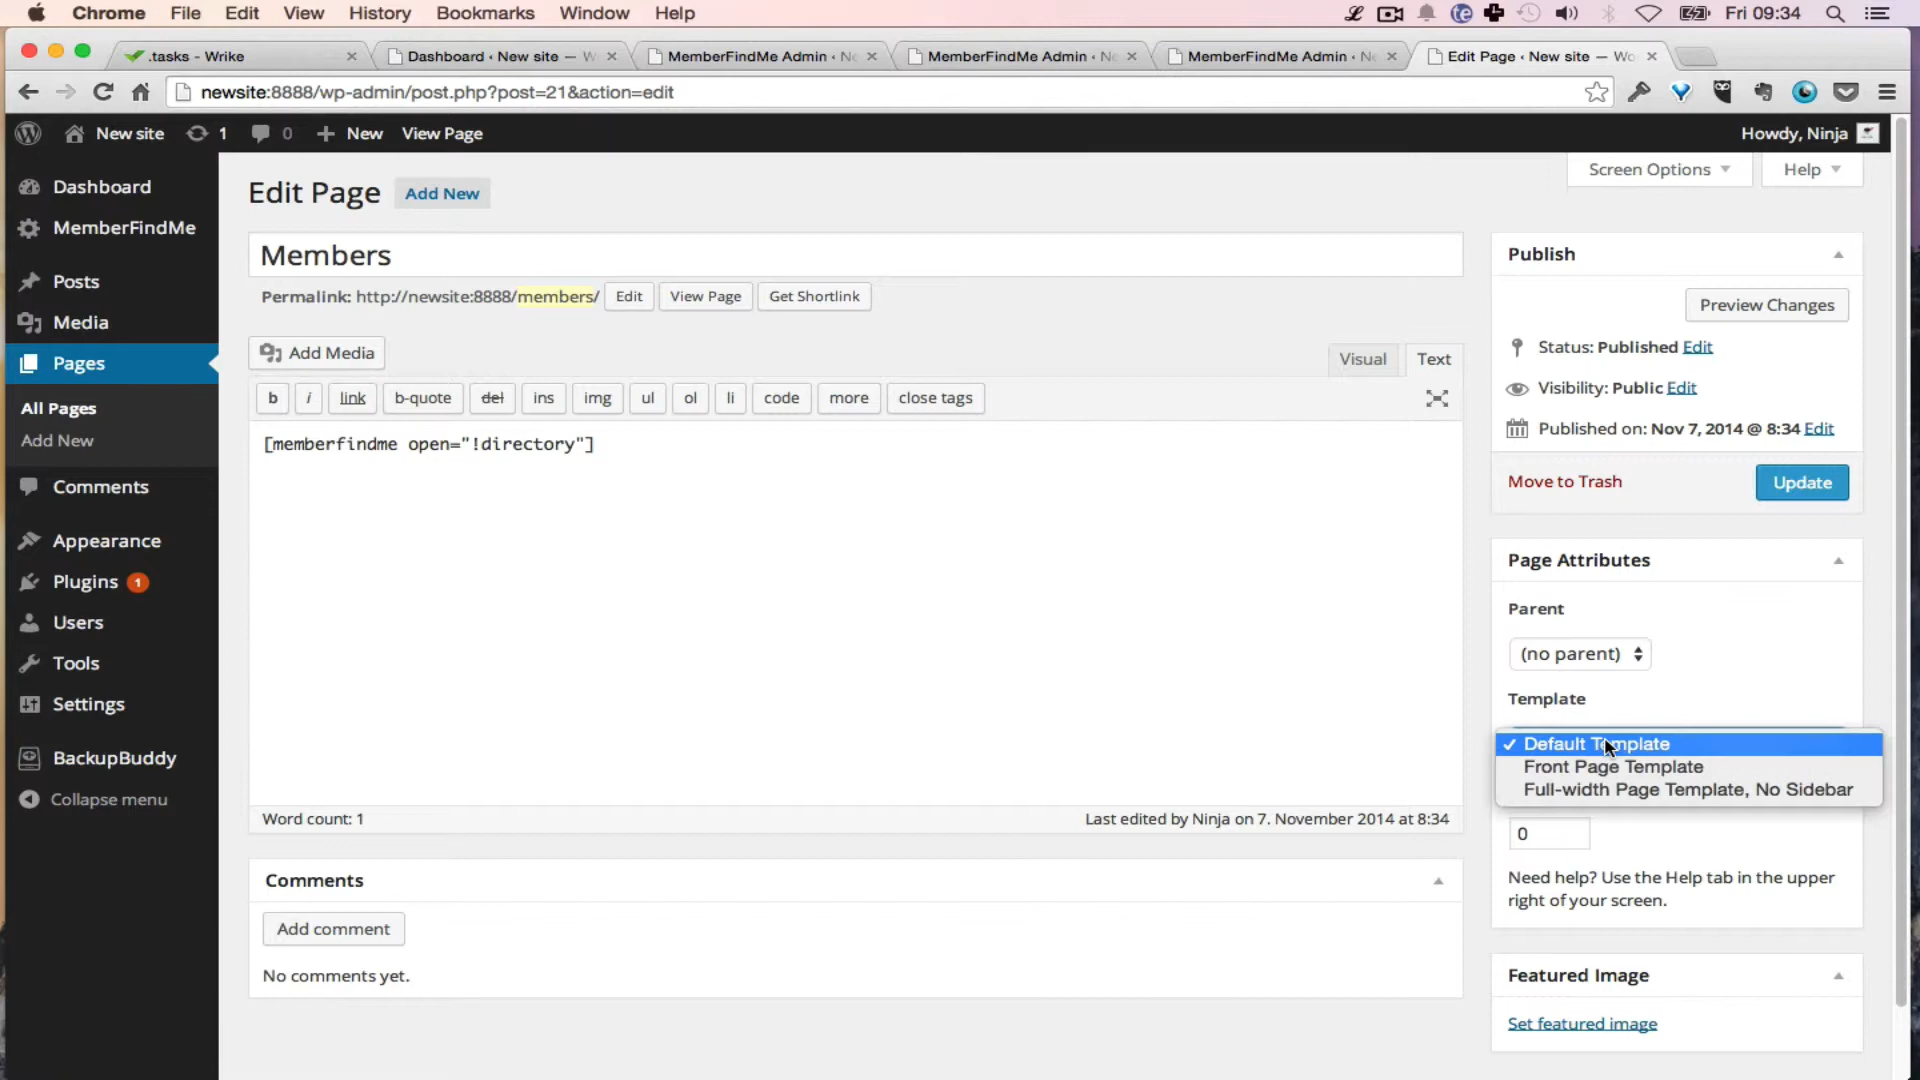 Chrome File Edit View History Bookmarks Window Help Fri 09:34
.tasks - Wrike Dashboard ‹ New site — W MemberFindMe Admin ‹ Ne MemberFindMe Admin ‹ Ne MemberFindMe Admin ‹ Ne Edit Page ‹ New site — Wo
newsite:8888/wp-admin/post.php?post=21&action=edit
New site 1 0 New View Page Howdy, Ninja
Screen Options Help
Dashboard
MemberFindMe
Posts
Media
Pages
All Pages
Add New
Comments
Appearance
Plugins 1
Users
Tools
Settings
BackupBuddy
Collapse menu
Edit Page Add New
Members
Permalink: http://newsite:8888/members/ Edit View Page Get Shortlink
Add Media
Visual Text
b i link b-quote del ins img ul ol li code more close tags
[memberfindme open="!directory"]
Word count: 1 Last edited by Ninja on 7. November 2014 at 8:34
Comments
Add comment
No comments yet.
Publish
Preview Changes
Status: Published Edit
Visibility: Public Edit
Published on: Nov 7, 2014 @ 8:34 Edit
Move to Trash Update
Page Attributes
Parent
(no parent)
Template
✓ Default Template
Front Page Template
Full-width Page Template, No Sidebar
0
Need help? Use the Help tab in the upper
right of your screen.
Featured Image
Set featured image